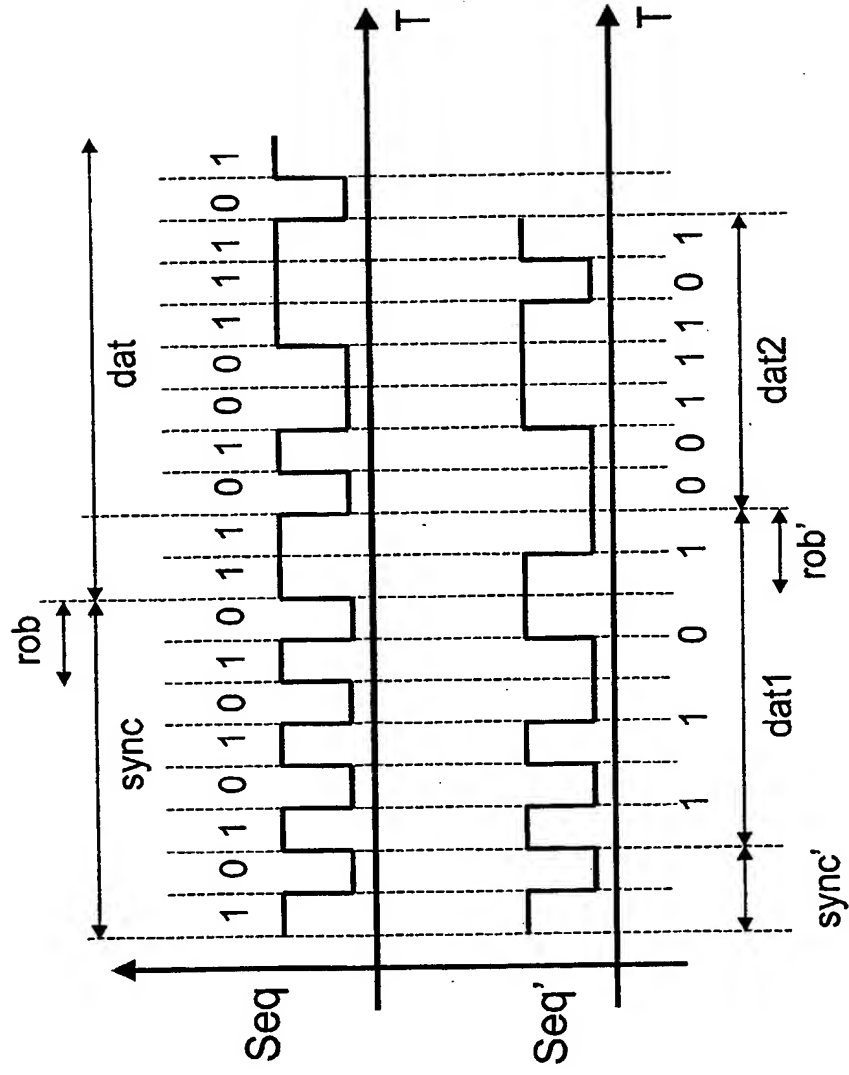 rob
sync
dat
1 0 1 0 1 0 1 0 1 1 0 1 0 0 1 1 1 0 1
Seq
T
Seq'
T
1 1 0 1 0 0 1 1 1 0 1
sync'
dat1
dat2
rob'